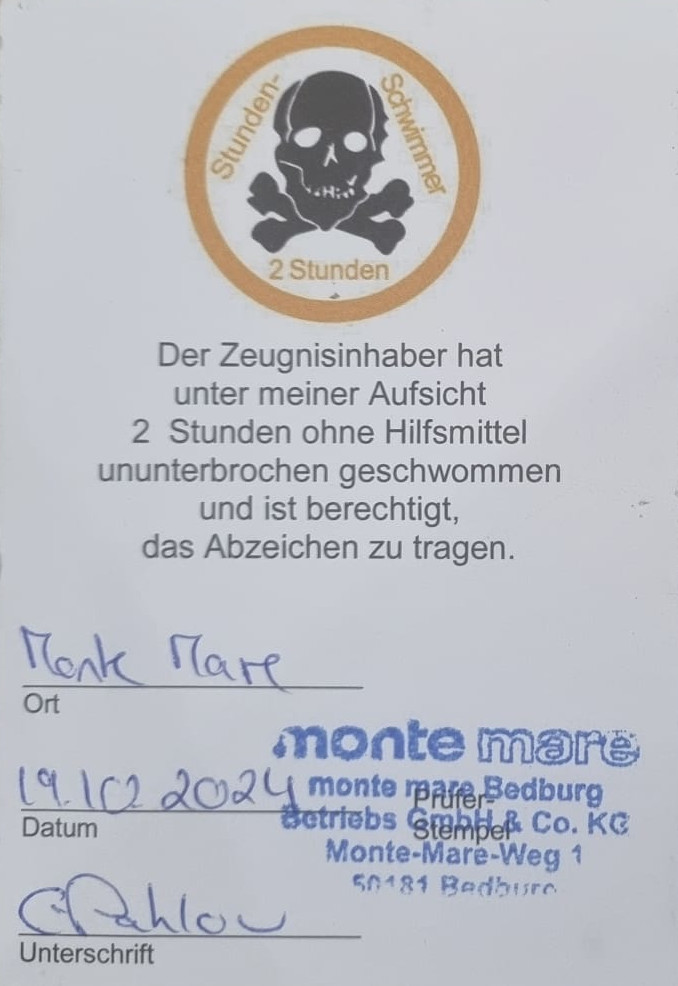 Stunden-
Schwimmer
2 Stunden
Der Zeugnisinhaber hat
unter meiner Aufsicht
2 Stunden ohne Hilfsmittel
ununterbrochen geschwommen
und ist berechtigt,
das Abzeichen zu tragen.
Monte Mare
Ort
monte mare
19.10.2024
monte mare Bedburg
Prüfer-
Datum
Betriebs GmbH & Co. KG
Stempel
Monte-Mare-Weg 1
50181 Bedburg
Unterschrift